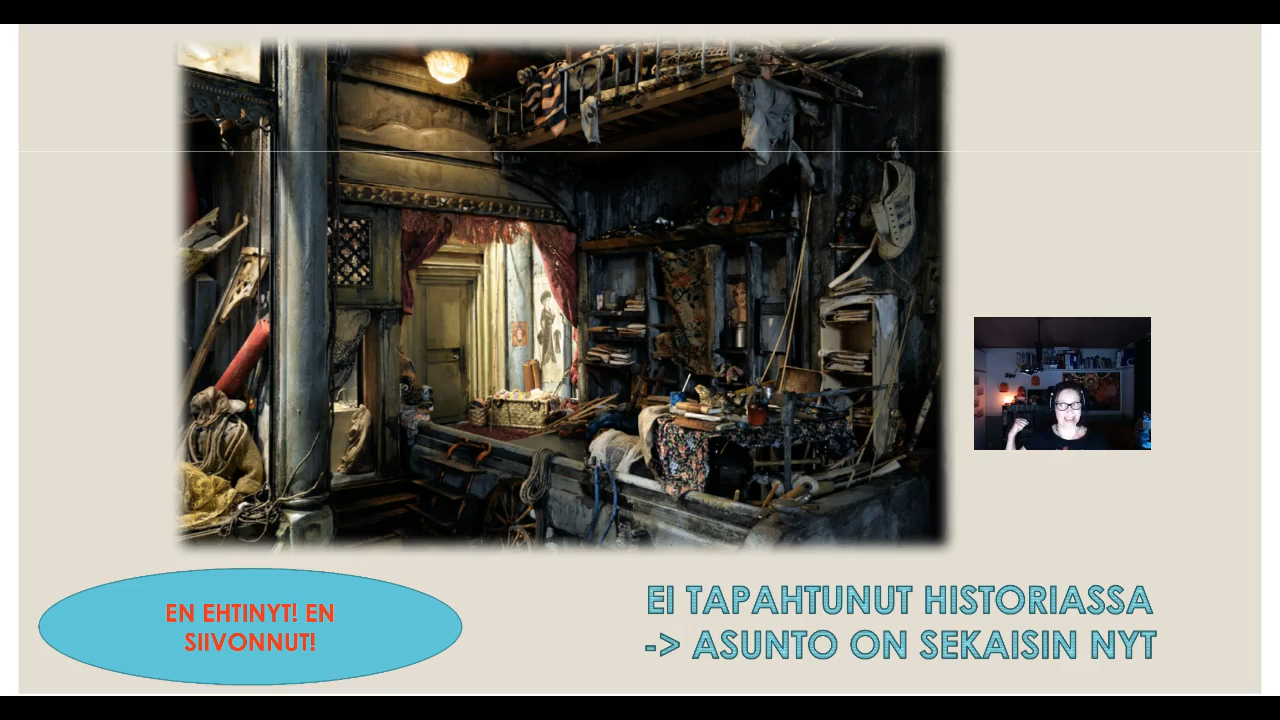 EN EHTINYT! EN
SIIVONNUT!
EI TAPAHTUNUT HISTORIASSA
-> ASUNTO ON SEKAISIN NYT